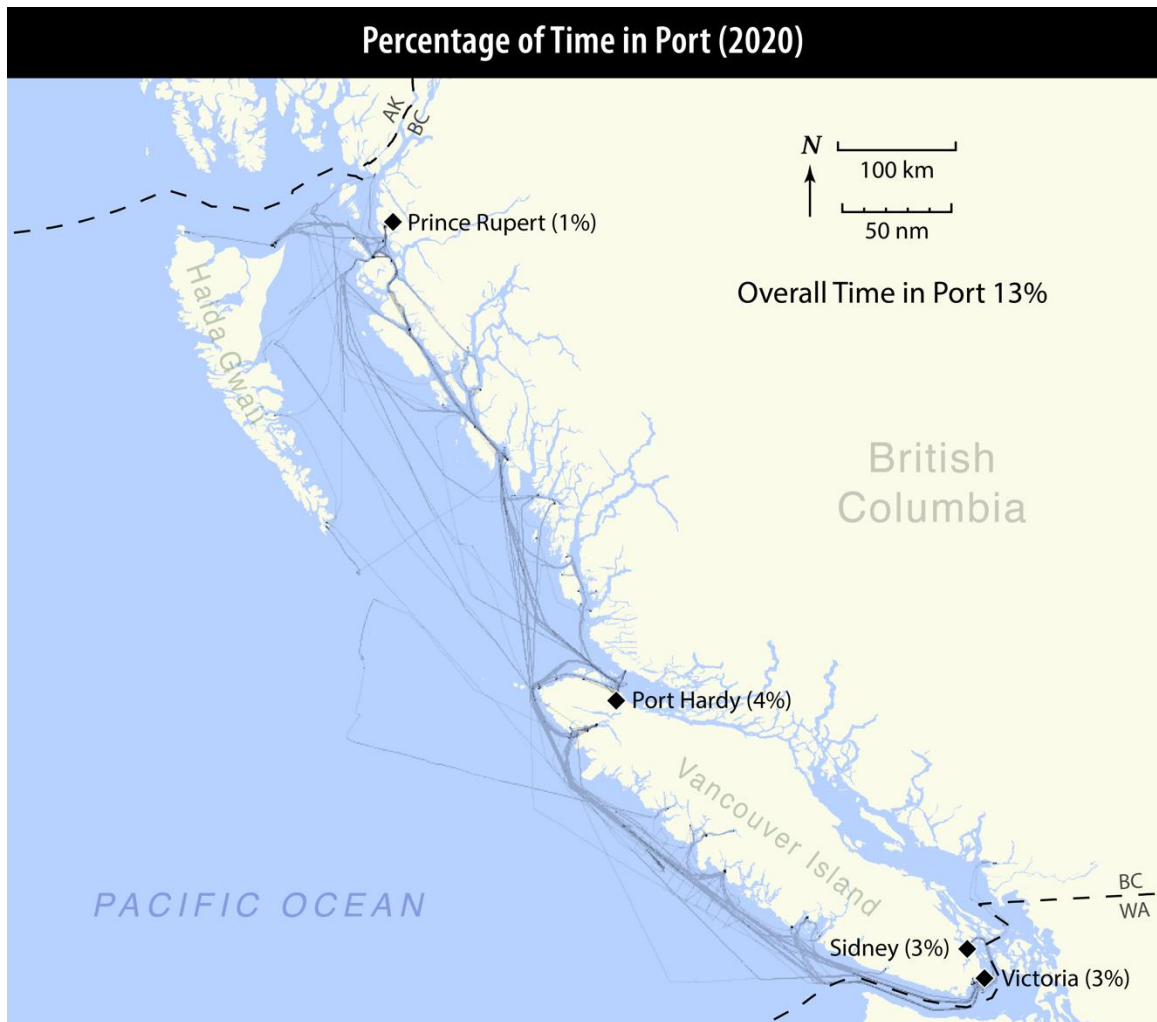 Percentage of Time in Port (2020)
AK
BC
N
100 km
50 nm
Prince Rupert (1%)
Overall Time in Port 13%
Haida Gwaii
British
Columbia
Port Hardy (4%)
Vancouver Island
PACIFIC OCEAN
BC
WA
Sidney (3%)
Victoria (3%)